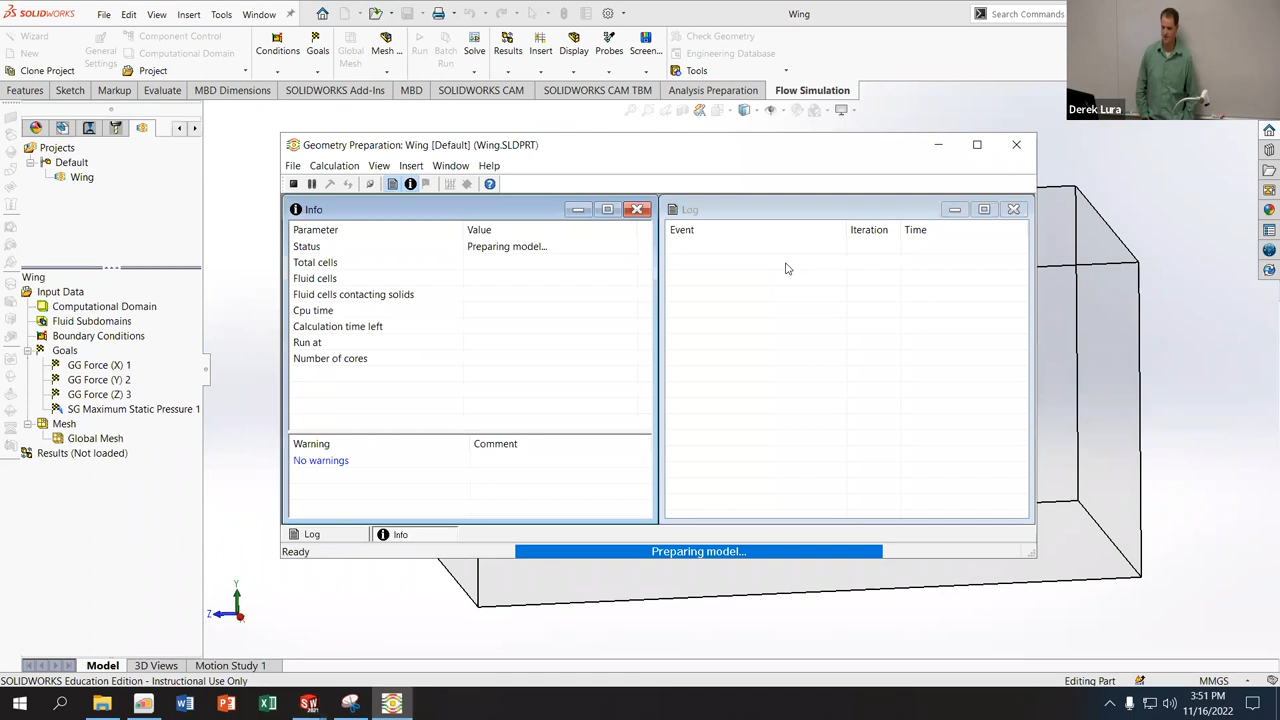 SOLIDWORKS File Edit View Insert Tools Window Wing Search Commands
Wizard
New
Clone Project
General Settings
Component Control
Computational Domain
Project
Conditions
Goals
Global Mesh
Mesh ...
Run
Batch Run
Solve
Results
Insert
Display
Probes
Screen...
Check Geometry
Engineering Database
Tools
Features Sketch Markup Evaluate MBD Dimensions SOLIDWORKS Add-Ins MBD SOLIDWORKS CAM SOLIDWORKS CAM TBM Analysis Preparation Flow Simulation
Derek Lura
Projects
Default
Wing
Wing
Input Data
Computational Domain
Fluid Subdomains
Boundary Conditions
Goals
GG Force (X) 1
GG Force (Y) 2
GG Force (Z) 3
SG Maximum Static Pressure 1
Mesh
Global Mesh
Results (Not loaded)
Geometry Preparation: Wing [Default] (Wing.SLDPRT)
File Calculation View Insert Window Help
Info
Parameter Value
Status Preparing model...
Total cells
Fluid cells
Fluid cells contacting solids
Cpu time
Calculation time left
Run at
Number of cores
Warning Comment
No warnings
Log
Event Iteration Time
Log Info
Ready Preparing model...
Y
Z
Model 3D Views Motion Study 1
SOLIDWORKS Education Edition - Instructional Use Only Editing Part MMGS
3:51 PM
11/16/2022